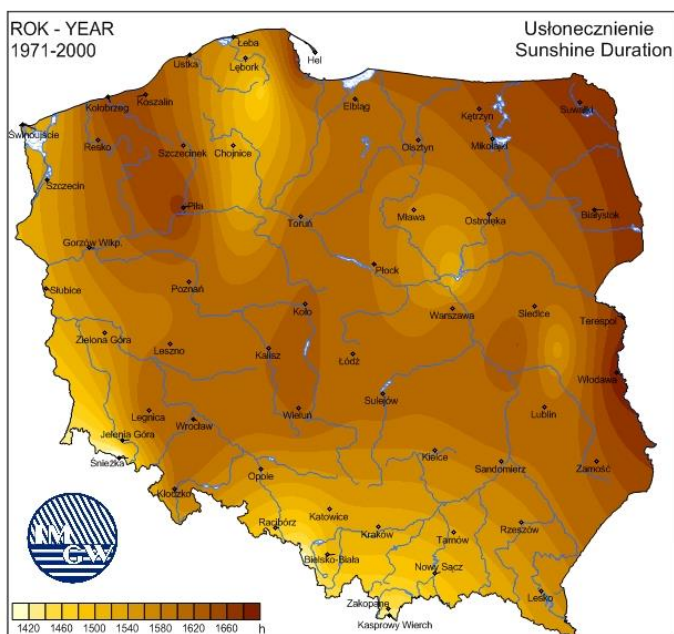 ROK - YEAR
1971-2000
Usłonecznienie
Sunshine Duration
Łeba
Ustka
Lębork
Hel
Kołobrzeg
Koszalin
Elbląg
Kętrzyn
Suwałki
Świnoujście
Resko
Szczecinek
Chojnice
Olsztyn
Mikołajki
Szczecin
Piła
Toruń
Mława
Ostrołęka
Białystok
Gorzów Wlkp.
Płock
Słubice
Poznań
Koło
Warszawa
Siedlce
Terespol
Zielona Góra
Leszno
Kalisz
Łódź
Włodawa
Sulejów
Legnica
Wieluń
Lublin
Wrocław
Jelenia Góra
Śnieżka
Kielce
Sandomierz
Zamość
Opole
Kłodzko
Katowice
Racibórz
Kraków
Tarnów
Rzeszów
Bielsko-Biała
Nowy Sącz
Lesko
Zakopane
Kasprowy Wierch
IM
GW
1420 1460 1500 1540 1580 1620 1660 h